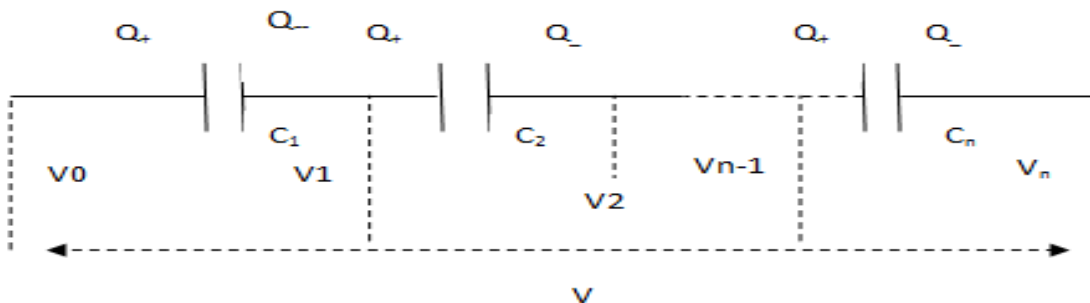 Q₊ Q-- Q₊ Q_ Q₊ Q_
C₁ C₂ Cₙ
V0 V1 Vn-1 Vₙ
V2
V